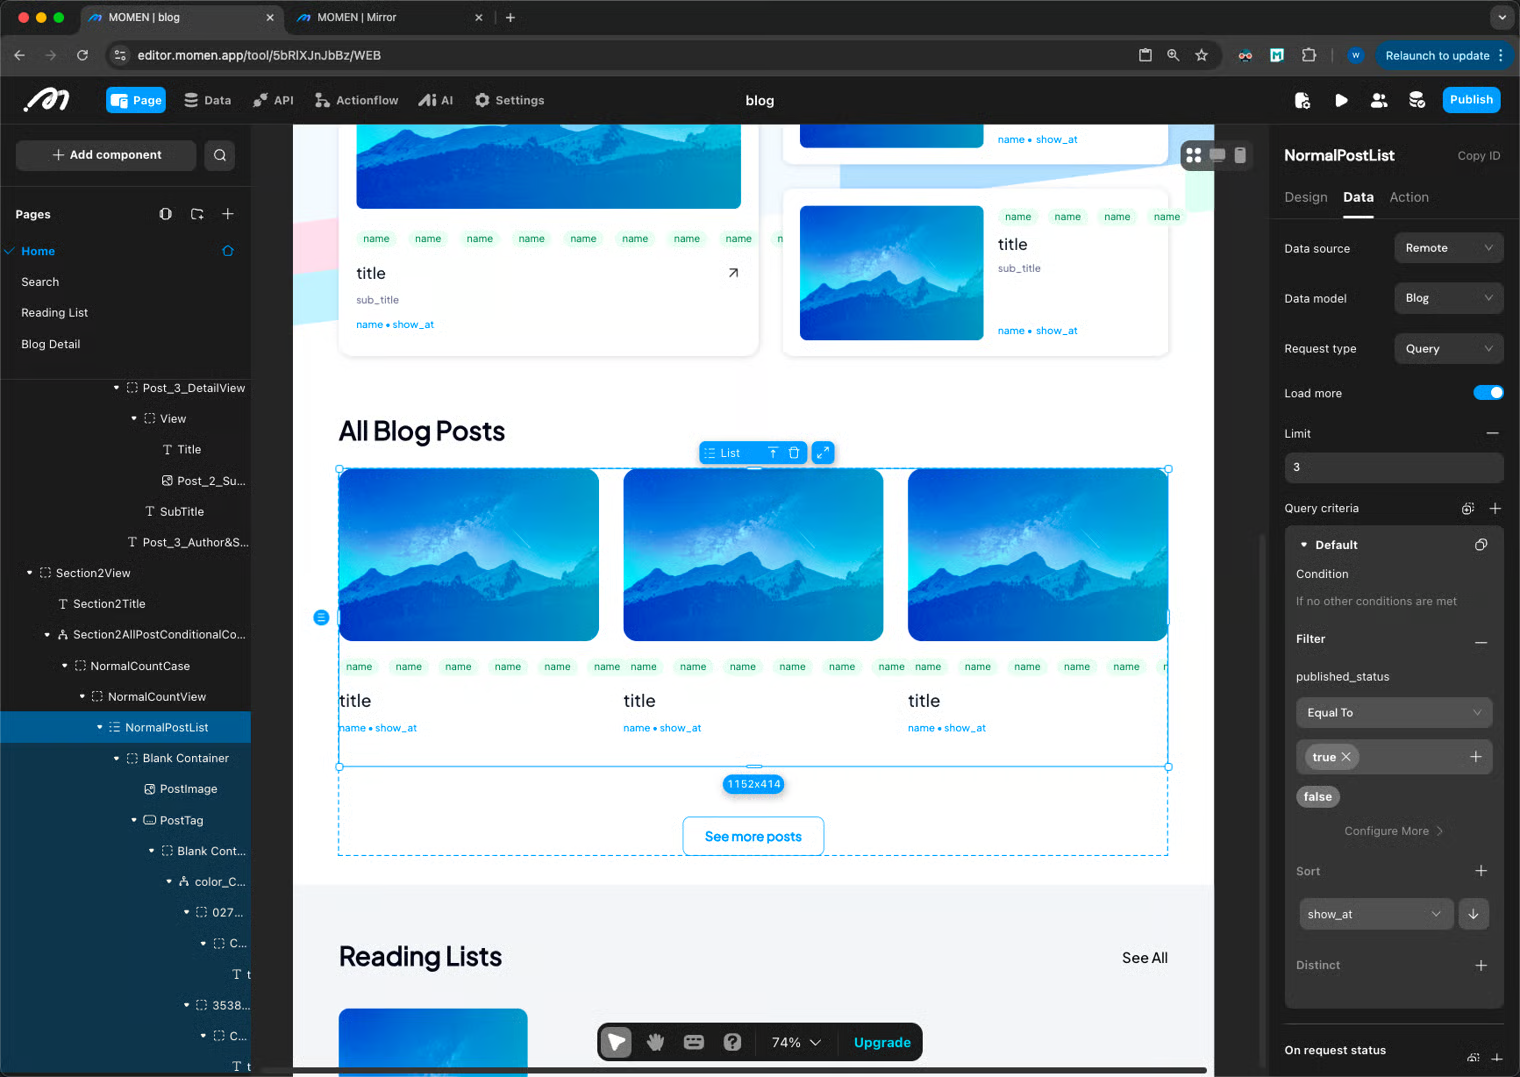 MOMEN | blog
MOMEN | Mirror
editor.momen.app/tool/5bRlXJnJbBz/WEB
W
Relaunch to update
Page
Data
API
Actionflow
AI
Settings
blog
Publish
Add component
Pages
Home
Search
Reading List
Blog Detail
Post_3_DetailView
View
Title
Post_2_Su...
SubTitle
Post_3_Author&S...
Section2View
Section2Title
Section2AllPostConditionalCo...
NormalCountCase
NormalCountView
NormalPostList
Blank Container
PostImage
PostTag
Blank Cont...
color_C...
027...
C...
t
3538...
C...
t
name • show_at
name name name name name name name name n
title
sub_title
name • show_at
name name name name
title
sub_title
name • show_at
All Blog Posts
List
name name name name name name name name name name name name name name name name name
title title title
name • show_at name • show_at name • show_at
1152x414
See more posts
Reading Lists
See All
74%
Upgrade
NormalPostList
Copy ID
Design Data Action
Data source Remote
Data model Blog
Request type Query
Load more
Limit
3
Query criteria
Default
Condition
If no other conditions are met
Filter
published_status
Equal To
true
false
Configure More
Sort
show_at
Distinct
On request status